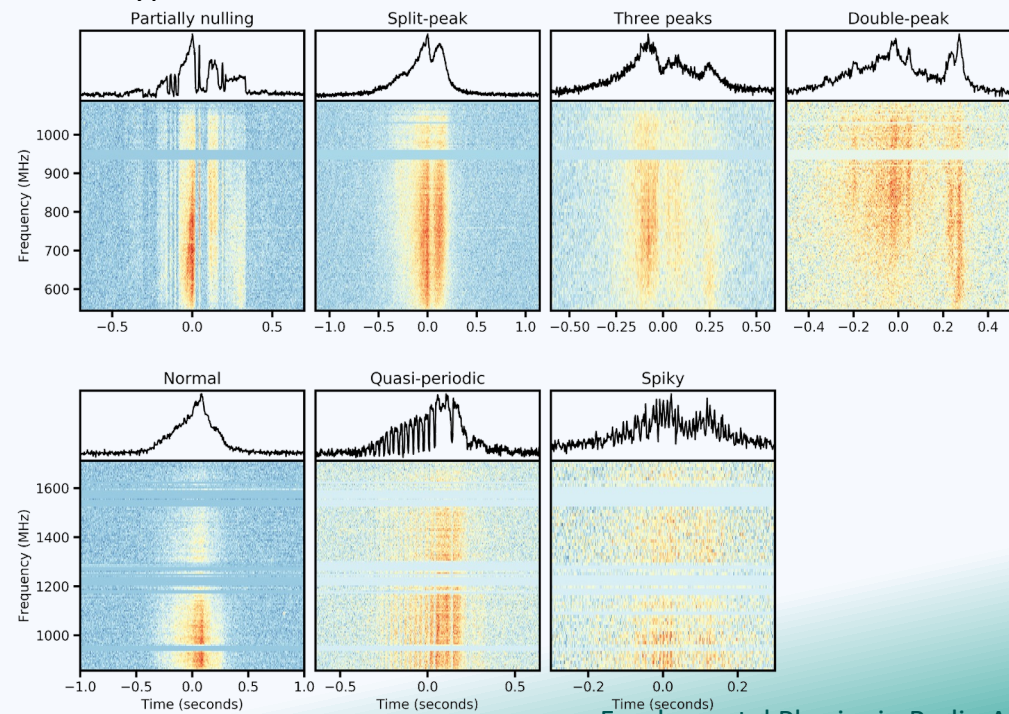 Partially nulling
Split-peak
Three peaks
Double-peak
Frequency (MHz)
1000
900
800
700
600
−0.5 0.0 0.5
−1.0 −0.5 0.0 0.5 1.0
−0.50 −0.25 0.00 0.25 0.50
−0.4 −0.2 0.0 0.2 0.4
Normal
Quasi-periodic
Spiky
Frequency (MHz)
1600
1400
1200
1000
−1.0 −0.5 0.0 0.5 1.0
−0.5 0.0 0.5
−0.2 0.0 0.2
Time (seconds)
Time (seconds)
Time (seconds)